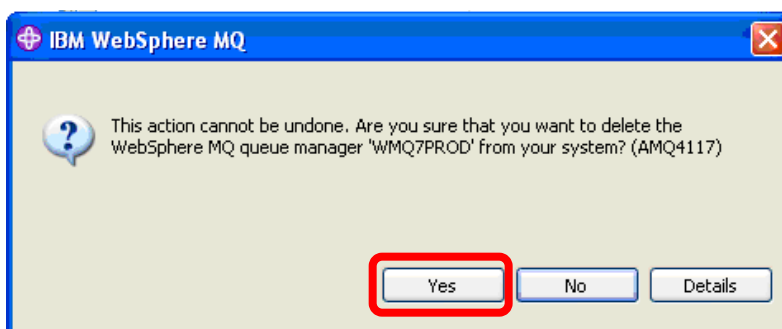 IBM WebSphere MQ
This action cannot be undone. Are you sure that you want to delete the
WebSphere MQ queue manager 'WMQ7PROD' from your system? (AMQ4117)
Yes No Details